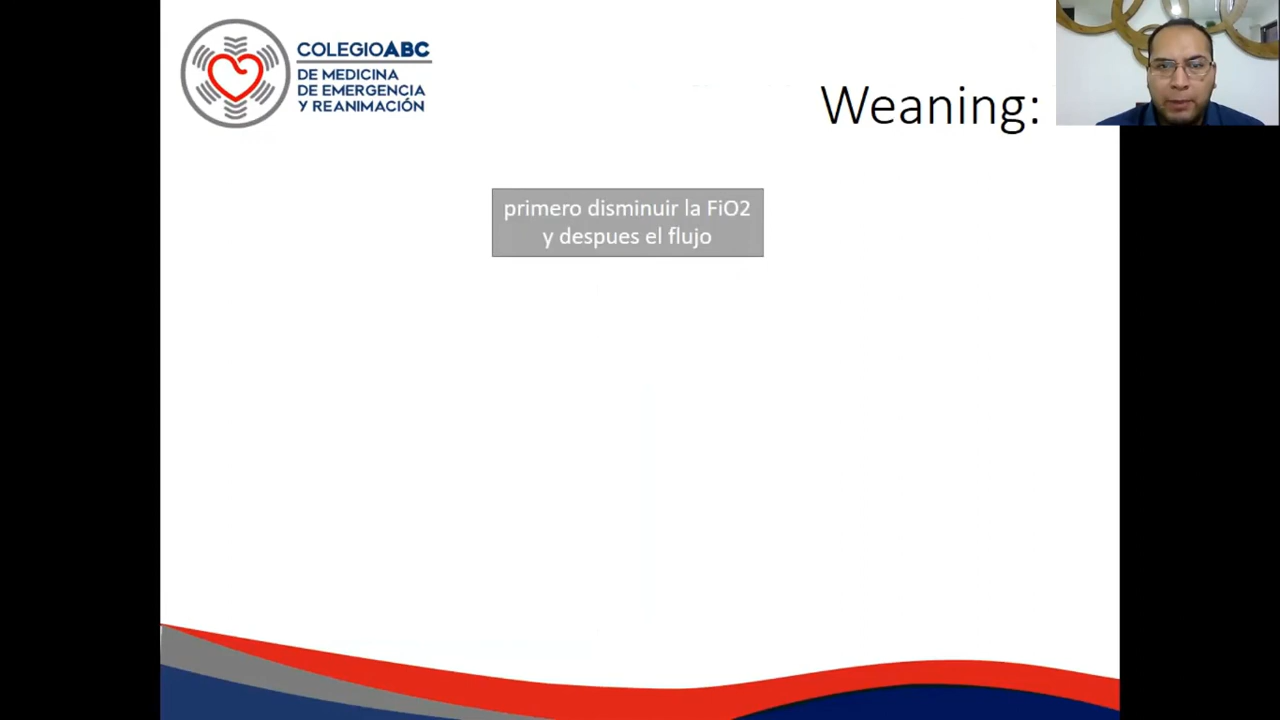 COLEGIOABC
DE MEDICINA
DE EMERGENCIA
Y REANIMACIÓN
Weaning:
primero disminuir la FiO2
y despues el flujo